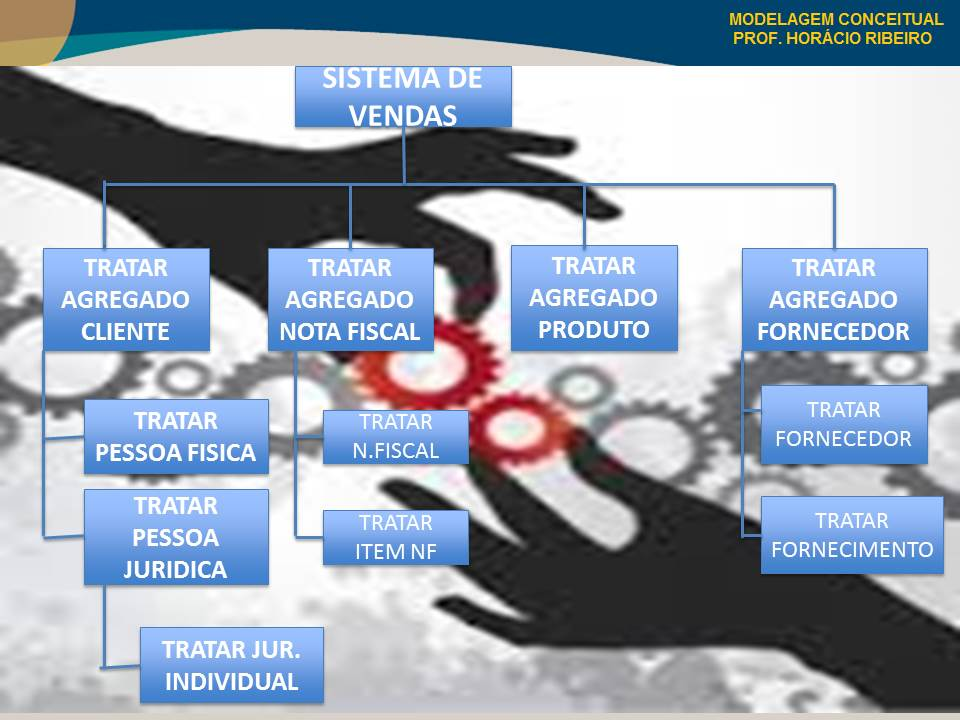 MODELAGEM CONCEITUAL
PROF. HORÁCIO RIBEIRO
SISTEMA DE
VENDAS
TRATAR
AGREGADO
CLIENTE
TRATAR
AGREGADO
NOTA FISCAL
TRATAR
AGREGADO
PRODUTO
TRATAR
AGREGADO
FORNECEDOR
TRATAR
PESSOA FISICA
TRATAR
PESSOA
JURIDICA
TRATAR JUR.
INDIVIDUAL
TRATAR
N.FISCAL
TRATAR
ITEM NF
TRATAR
FORNECEDOR
TRATAR
FORNECIMENTO